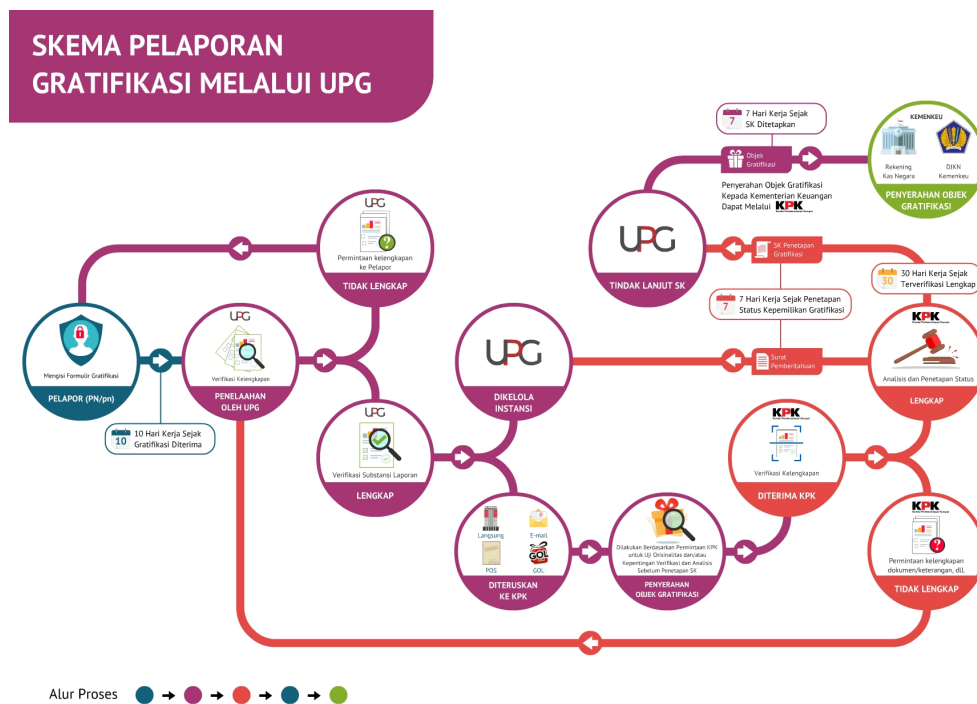 SKEMA PELAPORAN
GRATIFIKASI MELALUI UPG
7
7 Hari Kerja Sejak
SK Ditetapkan
Objek
Gratifikasi
Penyerahan Objek Gratifikasi
Kepada Kementerian Keuangan
Dapat Melalui KPK
KEMENKEU
Rekening
Kas Negara
DJKN
Kemenkeu
PENYERAHAN OBJEK
GRATIFIKASI
UPG
TINDAK LANJUT SK
SK Penetapan
Gratifikasi
30
30 Hari Kerja Sejak
Terverifikasi Lengkap
7
7 Hari Kerja Sejak Penetapan
Status Kepemilikan Gratifikasi
UPG
Permintaan kelengkapan
ke Pelapor
TIDAK LENGKAP
Mengisi Formulir Gratifikasi
PELAPOR (PN/pn)
10
10 Hari Kerja Sejak
Gratifikasi Diterima
UPG
Verifikasi Kelengkapan
PENELAAHAN
OLEH UPG
UPG
DIKELOLA
INSTANSI
Surat
Pemberitahuan
KPK
Analisis dan Penetapan Status
LENGKAP
UPG
Verifikasi Substansi Laporan
LENGKAP
KPK
Verifikasi Kelengkapan
DITERIMA KPK
Langsung
E-mail
POS
GOL
GOL
DITERUSKAN
KE KPK
Dilakukan Berdasarkan Permintaan KPK
untuk Uji Orisinalitas dan/atau
Kepentingan Verifikasi dan Analisis
Sebelum Penetapan SK
PENYERAHAN
OBJEK GRATIFIKASI
KPK
Permintaan kelengkapan
dokumen/keterangan, dll.
TIDAK LENGKAP
Alur Proses